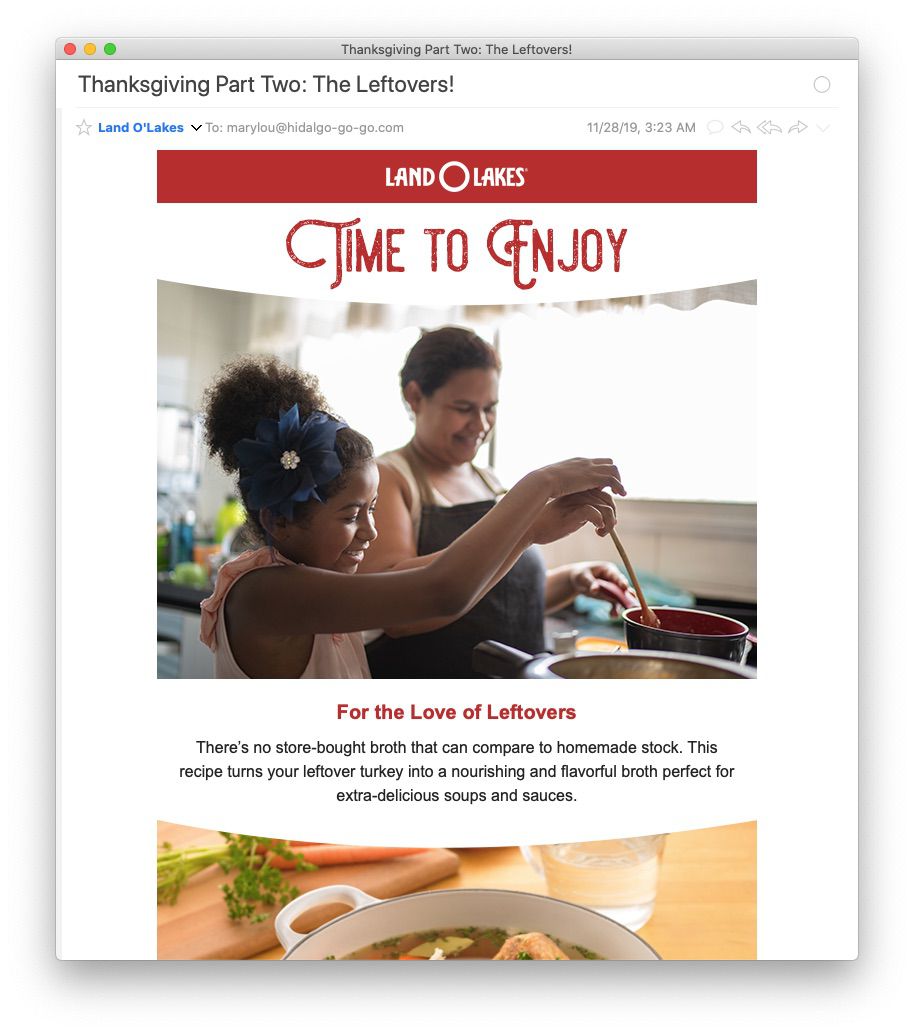 Thanksgiving Part Two: The Leftovers!
Thanksgiving Part Two: The Leftovers!
Land O'Lakes To: marylou@hidalgo-go-go.com 11/28/19, 3:23 AM
LAND O LAKES
TIME TO ENJOY
For the Love of Leftovers
There’s no store-bought broth that can compare to homemade stock. This
recipe turns your leftover turkey into a nourishing and flavorful broth perfect for
extra-delicious soups and sauces.